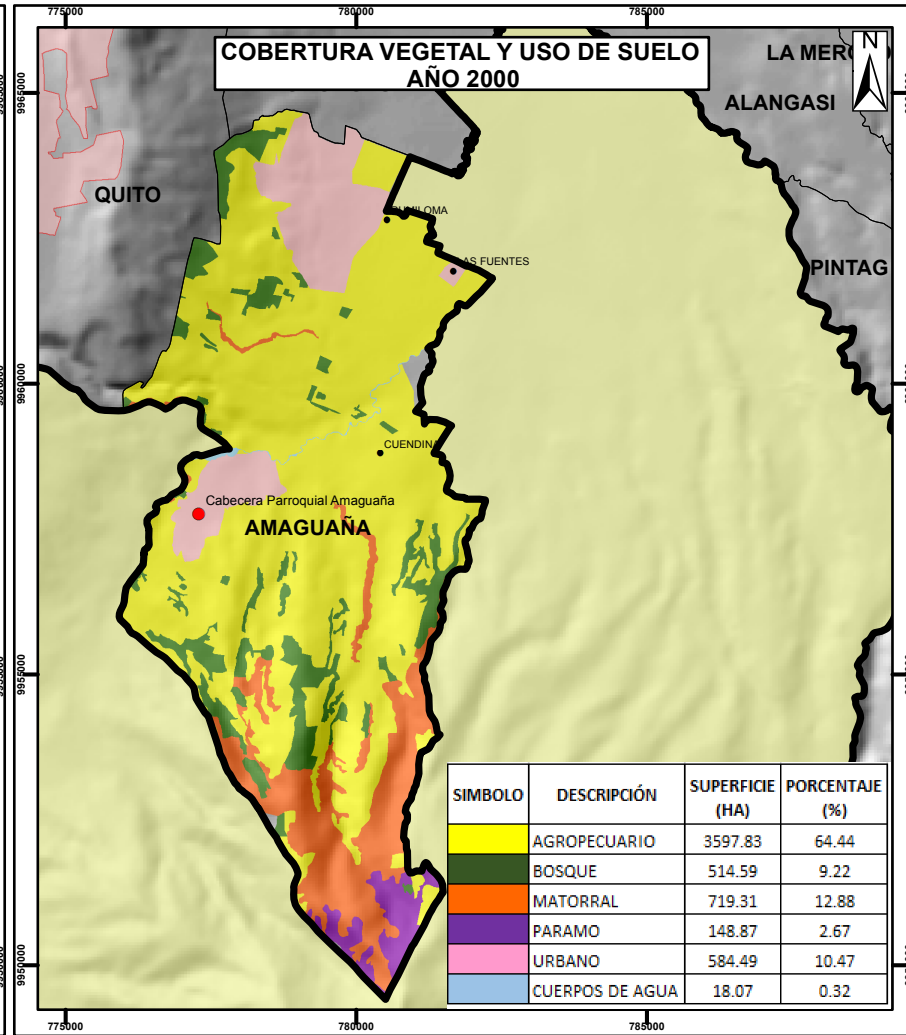 775000 780000 785000
COBERTURA VEGETAL Y USO DE SUELO
AÑO 2000
N
LA MERC
ALANGASI
9965000
QUITO
LAS FUENTES
PINTAG
9960000
CUENDINA
Cabecera Parroquial Amaguaña
AMAGUAÑA
9955000
SIMBOLO DESCRIPCIÓN SUPERFICIE (HA) PORCENTAJE (%)
AGROPECUARIO 3597.83 64.44
BOSQUE 514.59 9.22
MATORRAL 719.31 12.88
PARAMO 148.87 2.67
URBANO 584.49 10.47
CUERPOS DE AGUA 18.07 0.32
9950000
775000 780000 785000